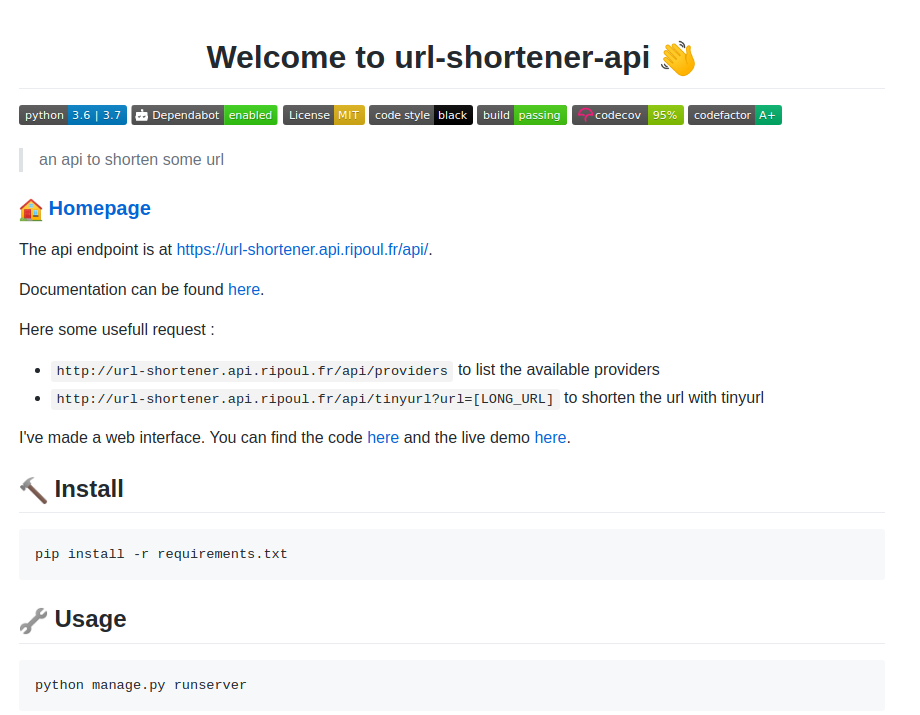 Welcome to url-shortener-api 👋
python 3.6 | 3.7 Dependabot enabled License MIT code style black build passing codecov 95% codefactor A+
an api to shorten some url
🏠 Homepage
The api endpoint is at https://url-shortener.api.ripoul.fr/api/.
Documentation can be found here.
Here some usefull request :
• http://url-shortener.api.ripoul.fr/api/providers to list the available providers
• http://url-shortener.api.ripoul.fr/api/tinyurl?url=[LONG_URL] to shorten the url with tinyurl
I've made a web interface. You can find the code here and the live demo here.
🔨 Install
pip install -r requirements.txt
🔧 Usage
python manage.py runserver